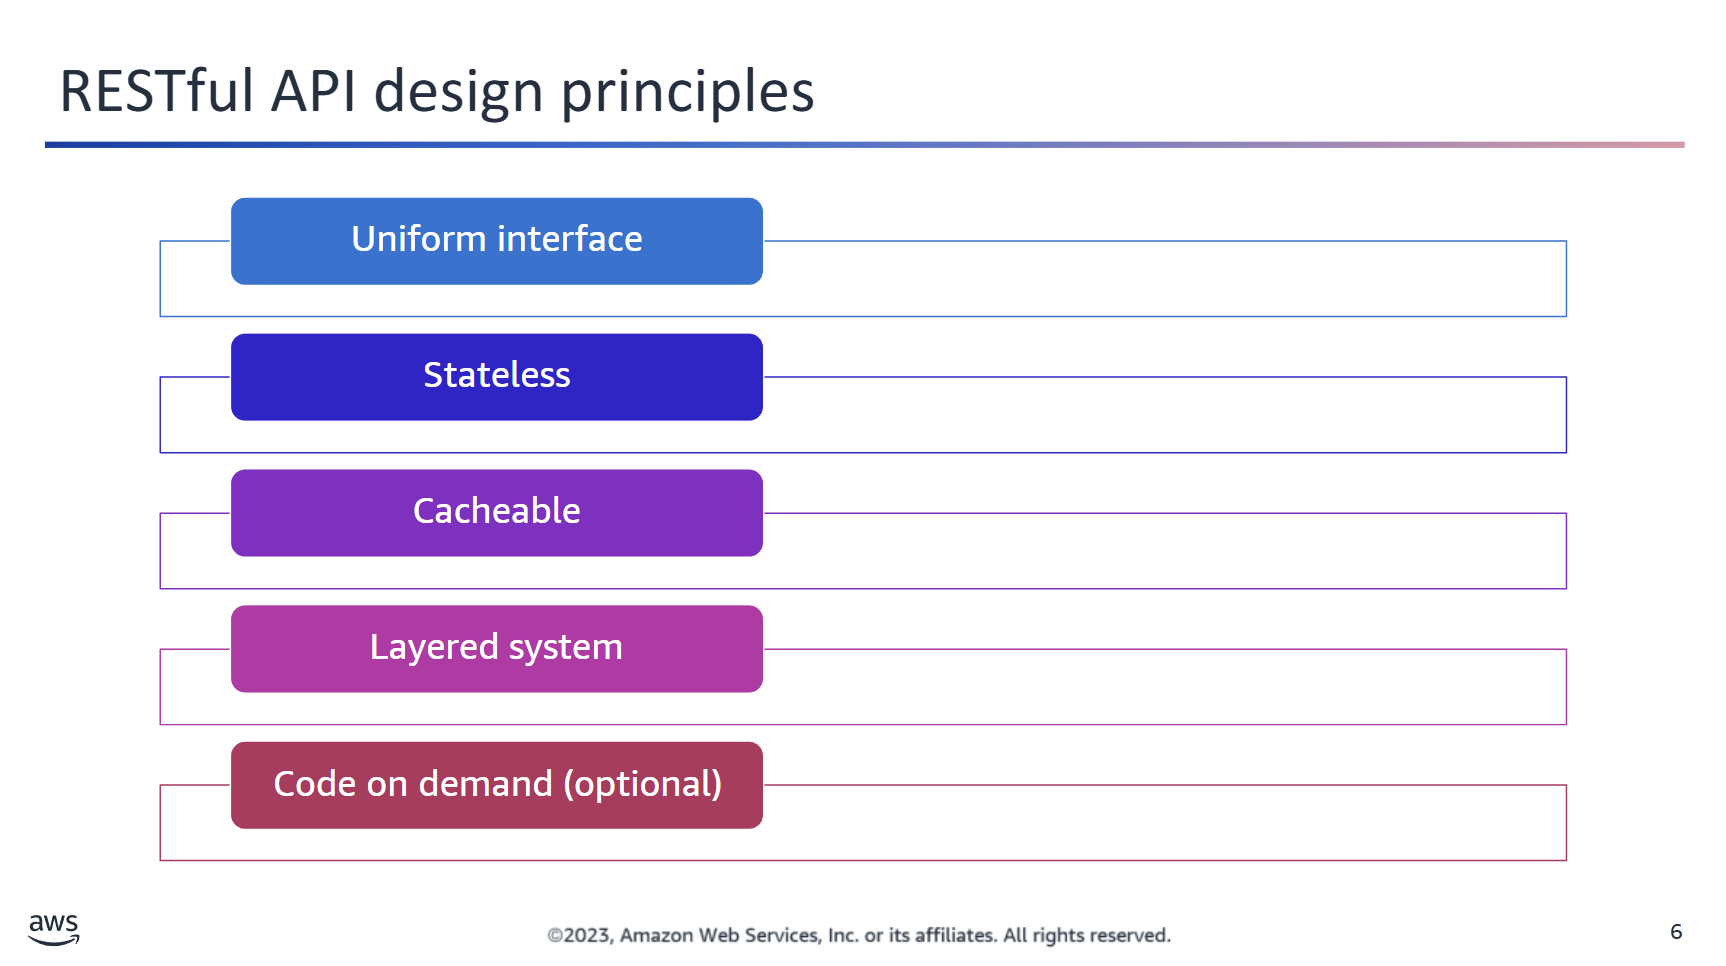 RESTful API design principles
Uniform interface
Stateless
Cacheable
Layered system
Code on demand (optional)
aws
©2023, Amazon Web Services, Inc. or its affiliates. All rights reserved.
6